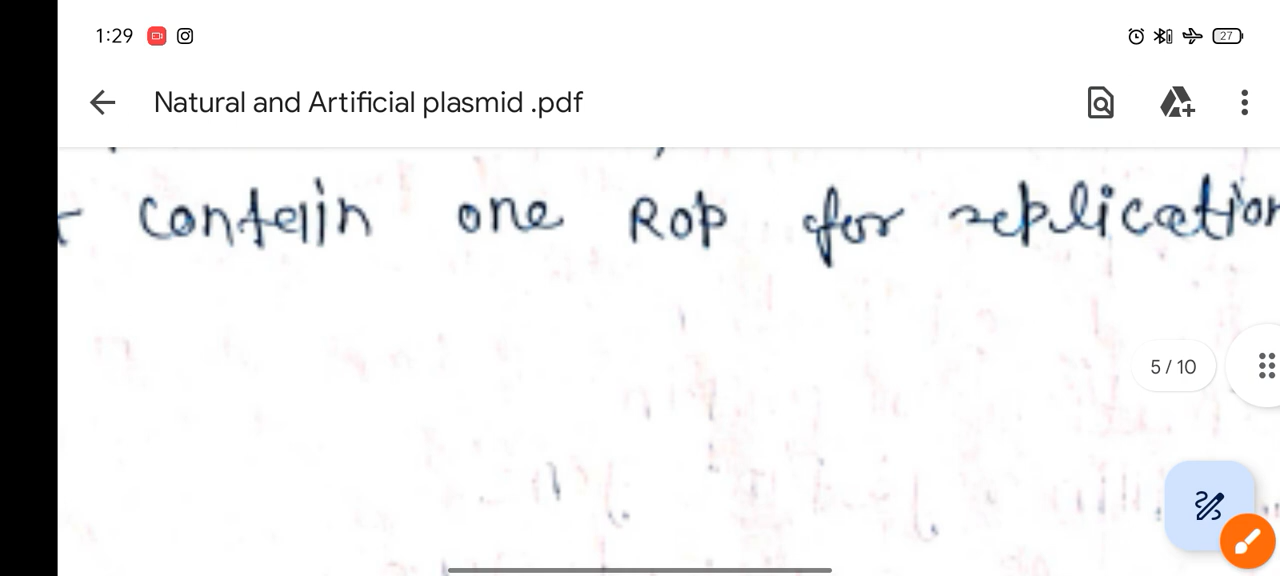 1:29
27
Natural and Artificial plasmid .pdf
contain one Rop for replication
5 / 10